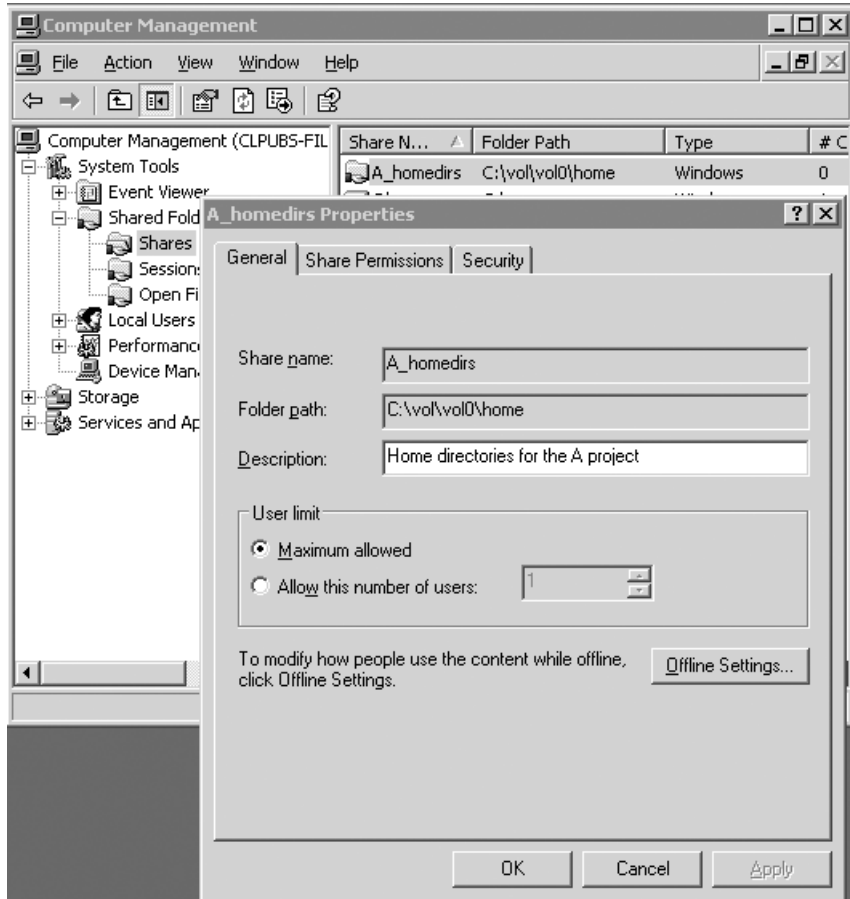 Computer Management
File Action View Window Help
Computer Management (CLPUBS-FIL
Share N... Folder Path Type # C
System Tools
A_homedirs C:\vol\vol0\home Windows 0
Event Viewer
Shared Fold
A_homedirs Properties
Shares
General Share Permissions Security
Sessions
Open Fi
Local Users
Performanc
Device Man
Storage
Services and Ap
Share name: A_homedirs
Folder path: C:\vol\vol0\home
Description: Home directories for the A project
User limit
Maximum allowed
Allow this number of users: 1
To modify how people use the content while offline,
click Offline Settings.
Offline Settings...
OK Cancel Apply